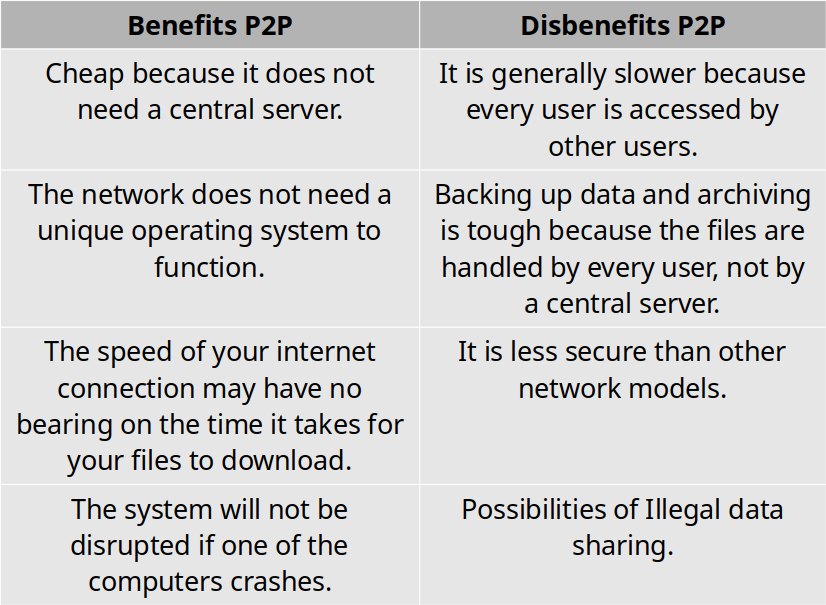 Benefits P2P
Disbenefits P2P
Cheap because it does not
need a central server.
It is generally slower because
every user is accessed by
other users.
The network does not need a
unique operating system to
function.
Backing up data and archiving
is tough because the files are
handled by every user, not by
a central server.
The speed of your internet
connection may have no
bearing on the time it takes for
your files to download.
It is less secure than other
network models.
The system will not be
disrupted if one of the
computers crashes.
Possibilities of Illegal data
sharing.